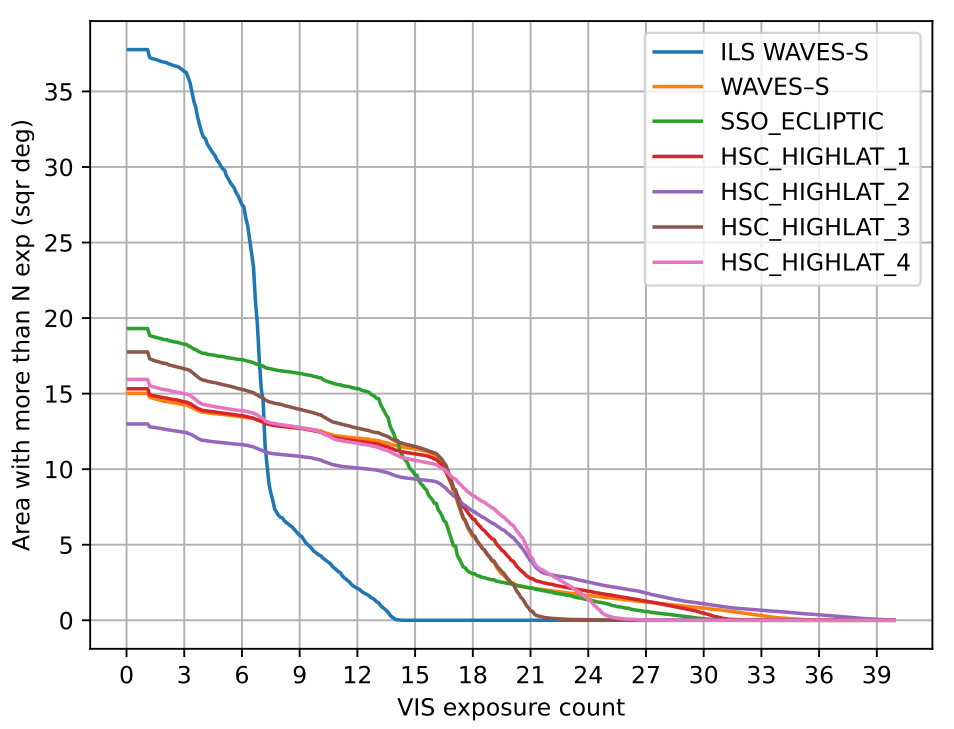 Area with more than N exp (sqr deg)
35
30
25
20
15
10
5
0
0 3 6 9 12 15 18 21 24 27 30 33 36 39
VIS exposure count
ILS WAVES-S
WAVES–S
SSO_ECLIPTIC
HSC_HIGHLAT_1
HSC_HIGHLAT_2
HSC_HIGHLAT_3
HSC_HIGHLAT_4